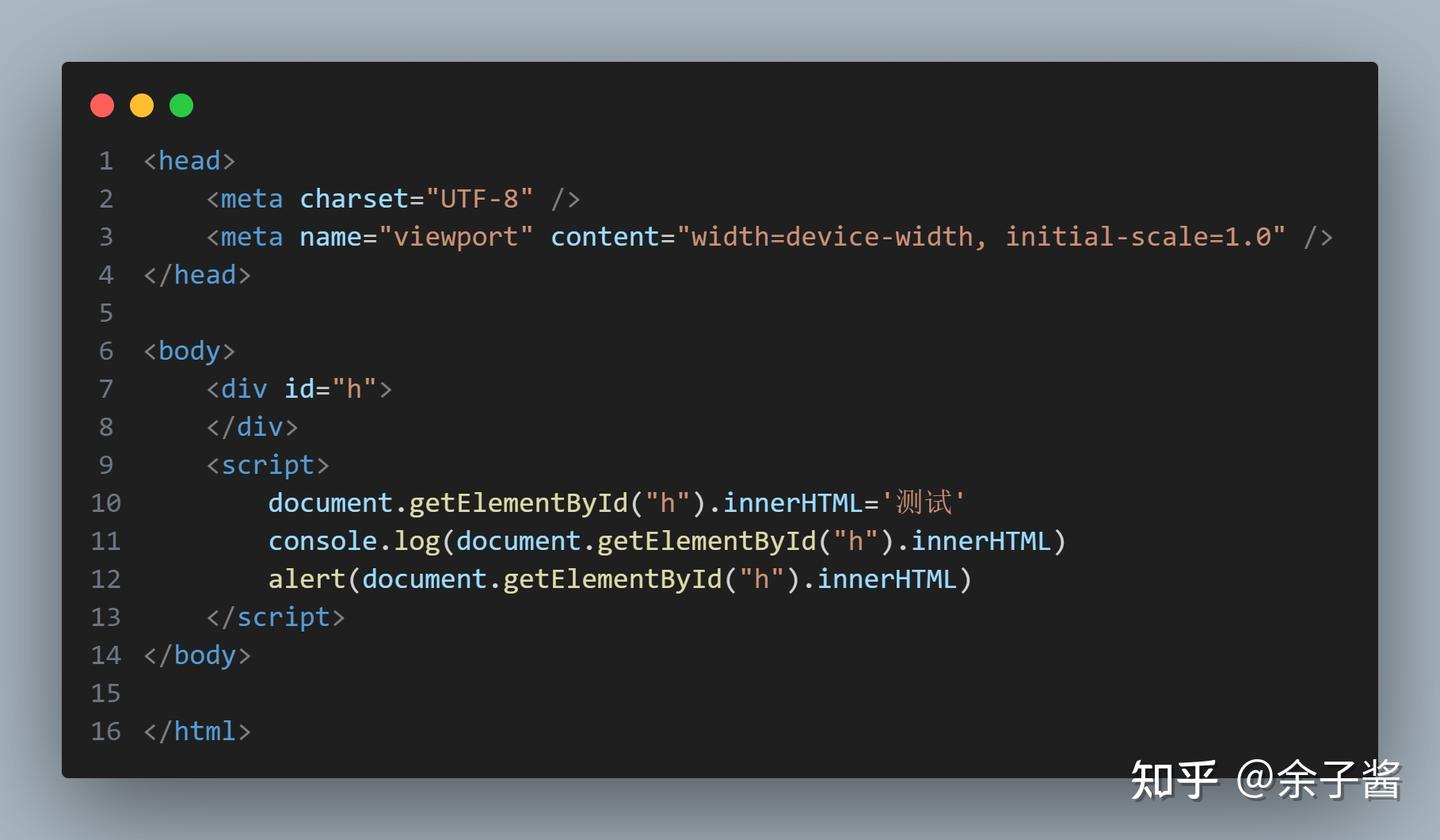 1 <head>
2     <meta charset="UTF-8" />
3     <meta name="viewport" content="width=device-width, initial-scale=1.0" />
4 </head>
5
6 <body>
7     <div id="h">
8     </div>
9     <script>
10         document.getElementById("h").innerHTML='测试'
11         console.log(document.getElementById("h").innerHTML)
12         alert(document.getElementById("h").innerHTML)
13     </script>
14 </body>
15
16 </html>
知乎 @余子酱